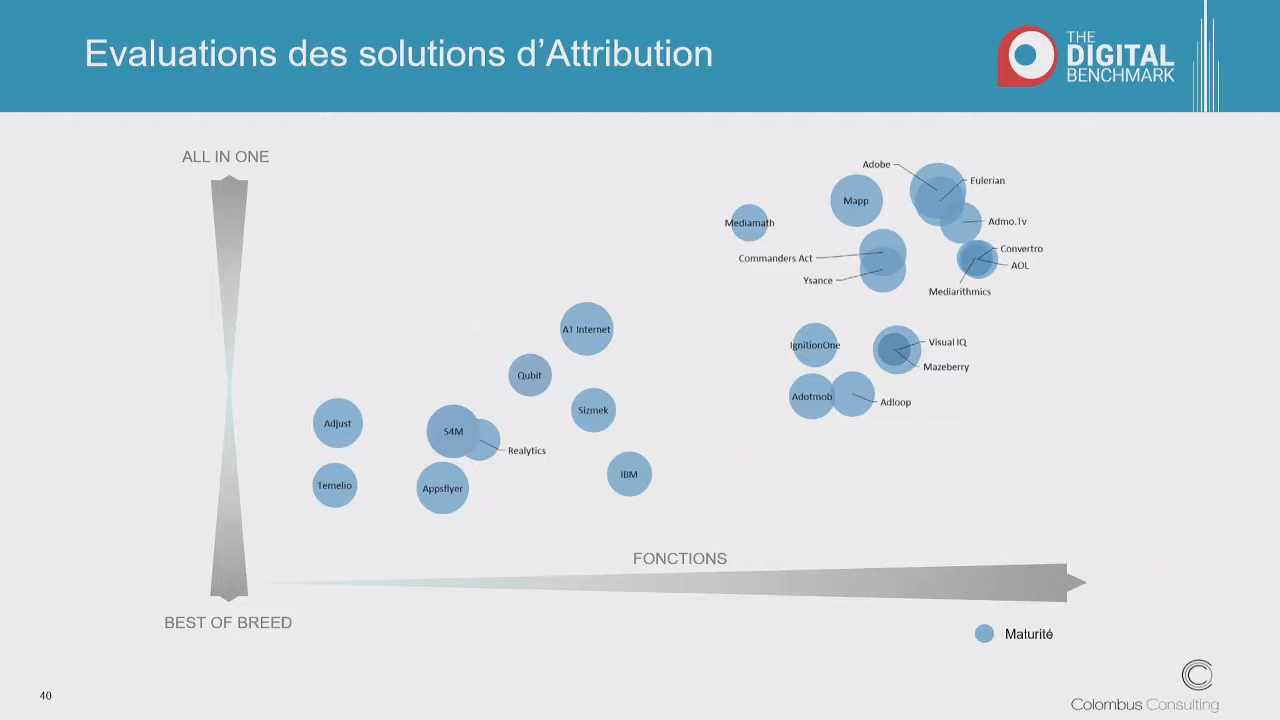 Evaluations des solutions d'Attribution
THE
DIGITAL
BENCHMARK
ALL IN ONE
Adobe
Eulerian
Mapp
Mediamath
Admo.Tv
Commanders Act
Convertro
AOL
Ysance
Mediarithmics
A1 Internet
IgnitionOne
Visual IQ
Mazeberry
Qubit
Adotmob
Adloop
Sizmek
Adjust
S4M
Realytics
IBM
Temelio
Appsflyer
FONCTIONS
BEST OF BREED
Maturité
40
Colombus Consulting